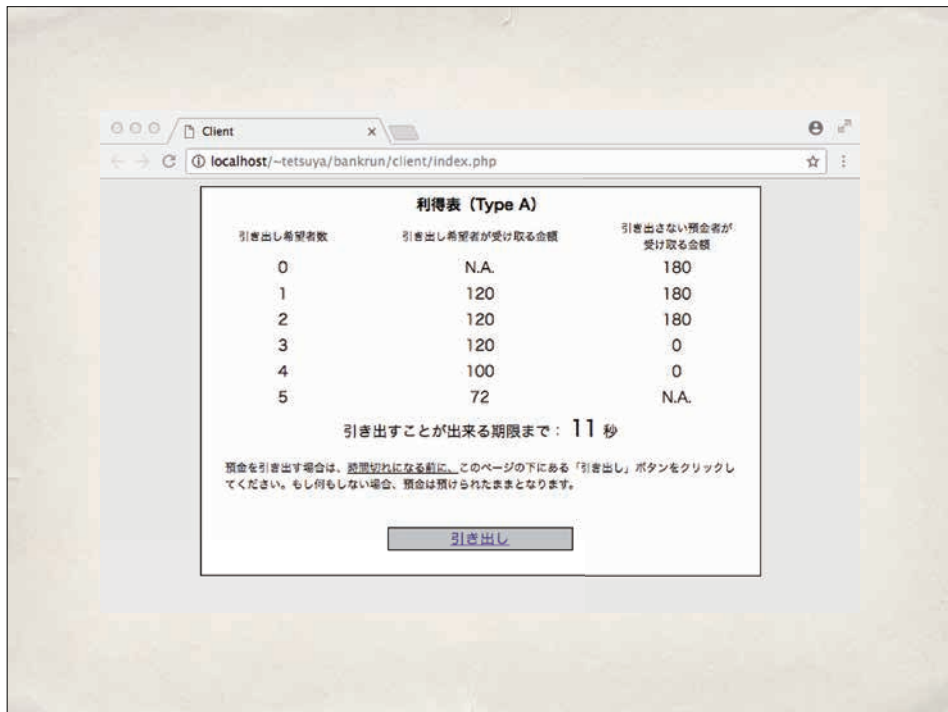 Client
localhost/~tetsuya/bankrun/client/index.php
利得表（Type A）
引き出し希望者数 引き出し希望者が受け取る金額 引き出さない預金者が
受け取る金額
0 N.A. 180
1 120 180
2 120 180
3 120 0
4 100 0
5 72 N.A.
引き出すことが出来る期限まで： 11 秒
預金を引き出す場合は、時間切れになる前に、このページの下にある「引き出し」ボタンをクリックし
てください。もし何もしない場合、預金は預けられたままとなります。
引き出し